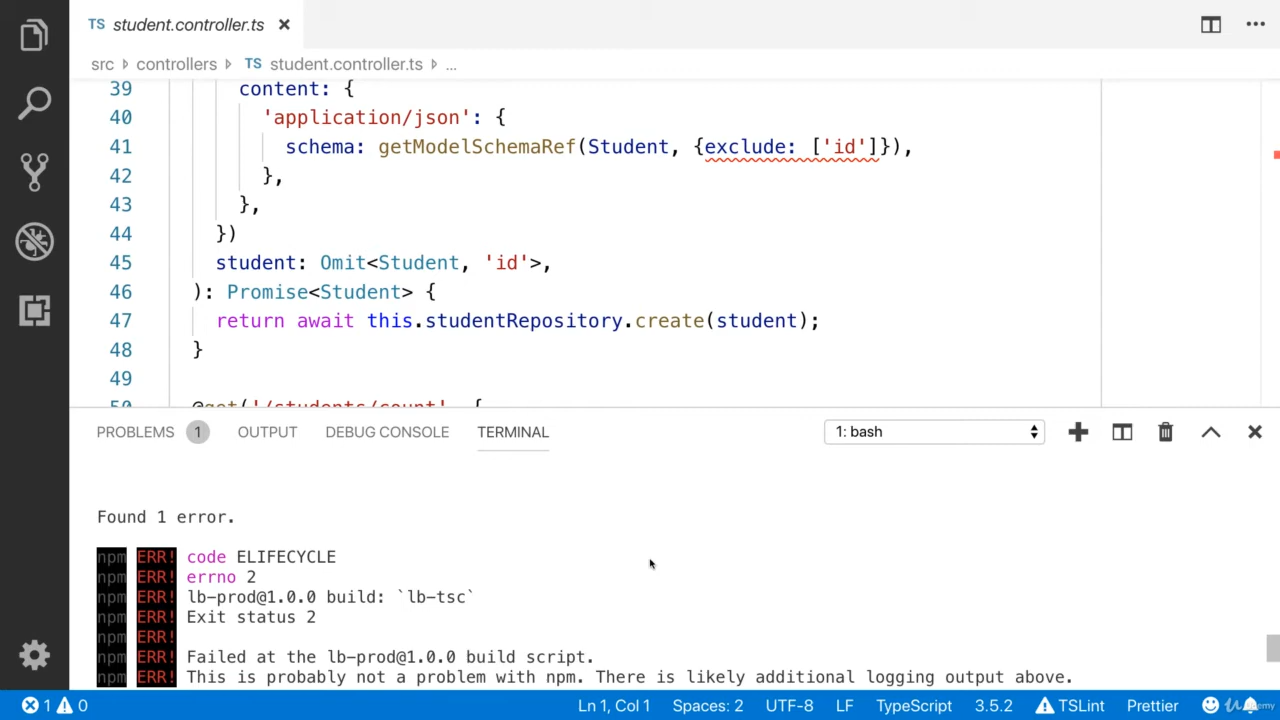 TS student.controller.ts ×
src controllers TS student.controller.ts ...
39 content: {
40 'application/json': {
41 schema: getModelSchemaRef(Student, {exclude: ['id']}),
42 },
43 },
44 })
45 student: Omit<Student, 'id'>,
46 ): Promise<Student> {
47 return await this.studentRepository.create(student);
48 }
49
50 @get('/students/count', {
PROBLEMS 1 OUTPUT DEBUG CONSOLE TERMINAL 1: bash
Found 1 error.
npm ERR! code ELIFECYCLE
npm ERR! errno 2
npm ERR! lb-prod@1.0.0 build: `lb-tsc`
npm ERR! Exit status 2
npm ERR!
npm ERR! Failed at the lb-prod@1.0.0 build script.
npm ERR! This is probably not a problem with npm. There is likely additional logging output above.
1 0 Ln 1, Col 1 Spaces: 2 UTF-8 LF TypeScript 3.5.2 TSLint Prettier